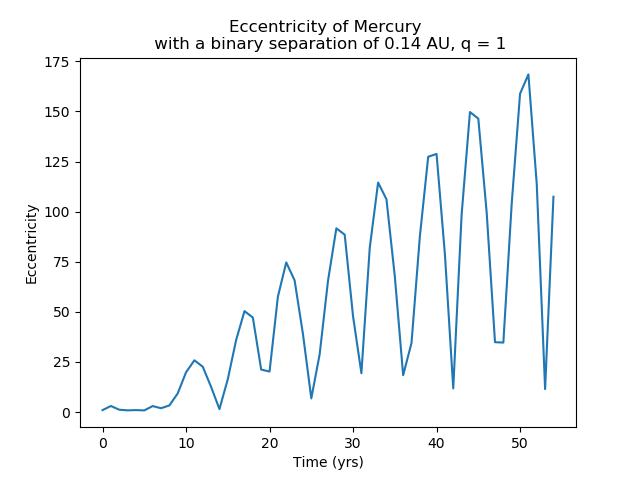 Eccentricity of Mercury
with a binary separation of 0.14 AU, q = 1
175
150
125
100
75
50
25
0
Eccentricity
0 10 20 30 40 50
Time (yrs)